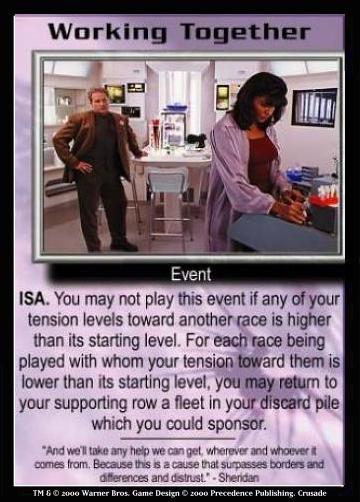 Working Together
Event
ISA. You may not play this event if any of your
tension levels toward another race is higher
than its starting level. For each race being
played with whom your tension toward them is
lower than its starting level, you may return to
your supporting row a fleet in your discard pile
which you could sponsor.
"And we'll take any help we can get, wherever and whoever it
comes from. Because this is a cause that surpasses borders and
differences and distrust." - Sheridan
TM & © 2000 Warner Bros. Game Design © 2000 Precedence Publishing. Crusade